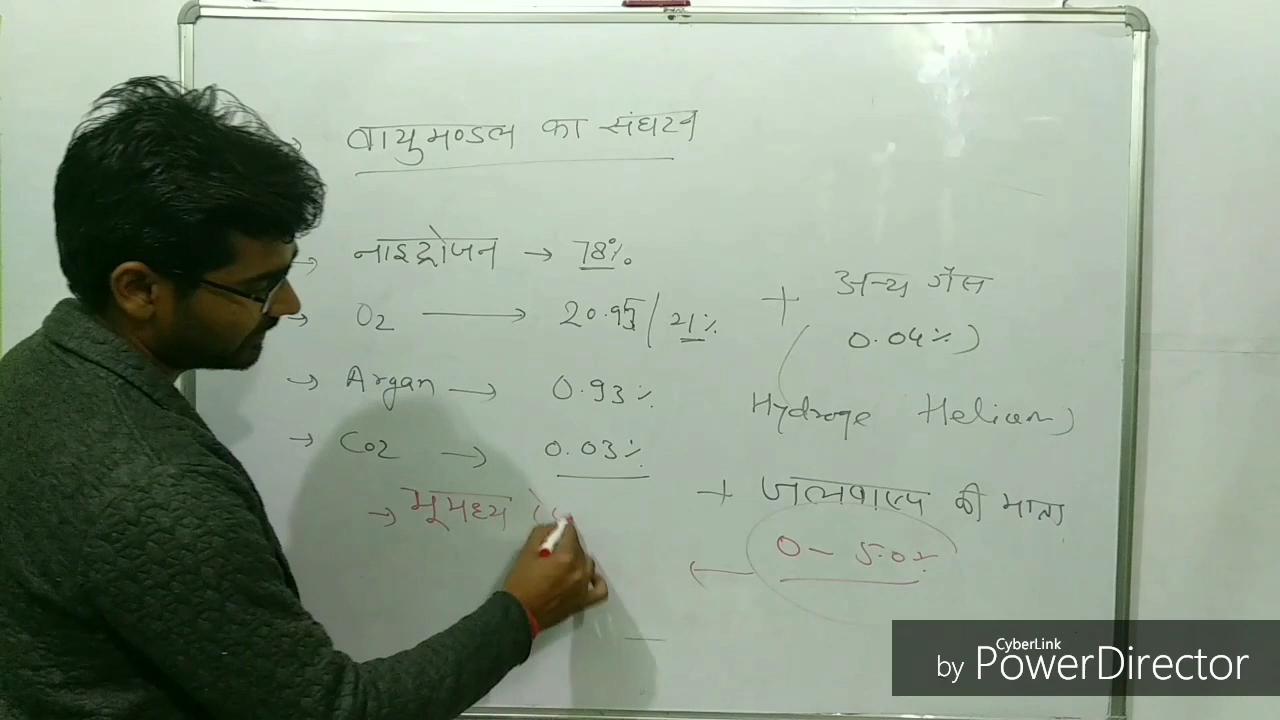 वायुमण्डल का संघटन
→ नाइट्रोजन → 78%
→ O2 → 20.95 / 21%
→ Argan → 0.93%
→ CO2 → 0.03%
→ भूमध्य
+ अन्य गैस
0.04%)
Hydroge Helium)
+ जलवाष्प की मात्रा
0 - 5.0%
CyberLink
by PowerDirector